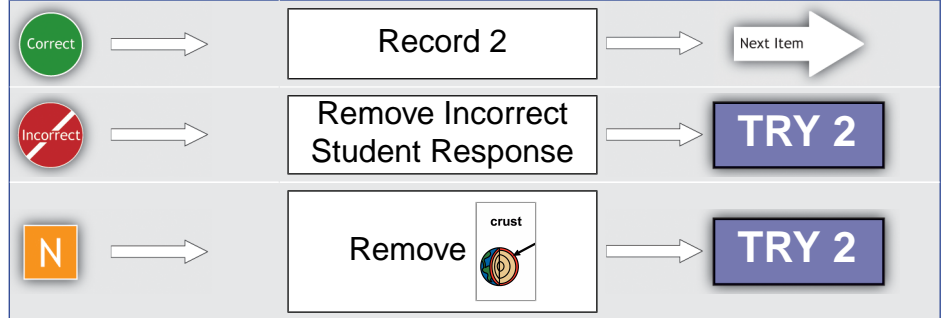 Correct
Record 2
Next Item
Incorrect
Remove Incorrect
Student Response
TRY 2
N
Remove
crust
TRY 2